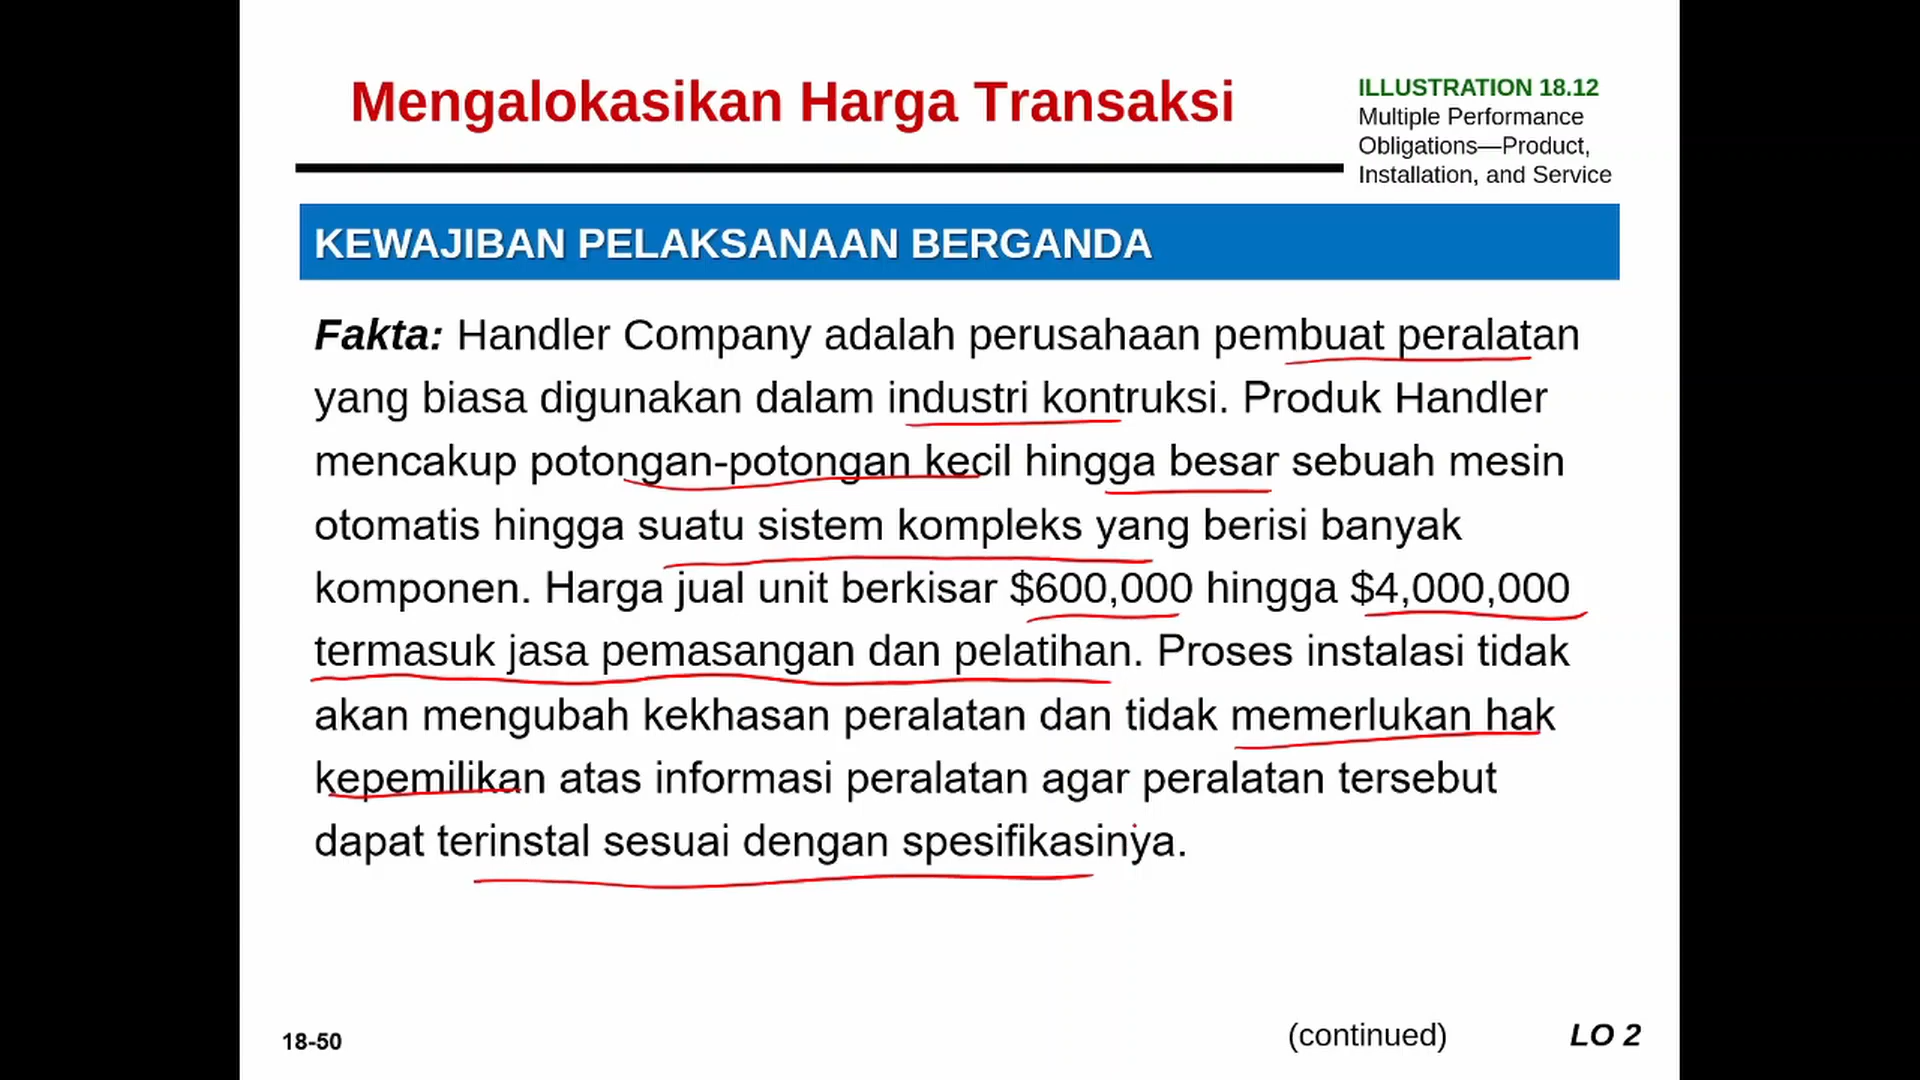 Mengalokasikan Harga Transaksi
ILLUSTRATION 18.12
Multiple Performance
Obligations—Product,
Installation, and Service
KEWAJIBAN PELAKSANAAN BERGANDA
Fakta: Handler Company adalah perusahaan pembuat peralatan
yang biasa digunakan dalam industri kontruksi. Produk Handler
mencakup potongan-potongan kecil hingga besar sebuah mesin
otomatis hingga suatu sistem kompleks yang berisi banyak
komponen. Harga jual unit berkisar $600,000 hingga $4,000,000
termasuk jasa pemasangan dan pelatihan. Proses instalasi tidak
akan mengubah kekhasan peralatan dan tidak memerlukan hak
kepemilikan atas informasi peralatan agar peralatan tersebut
dapat terinstal sesuai dengan spesifikasinya.
18-50
(continued)
LO 2